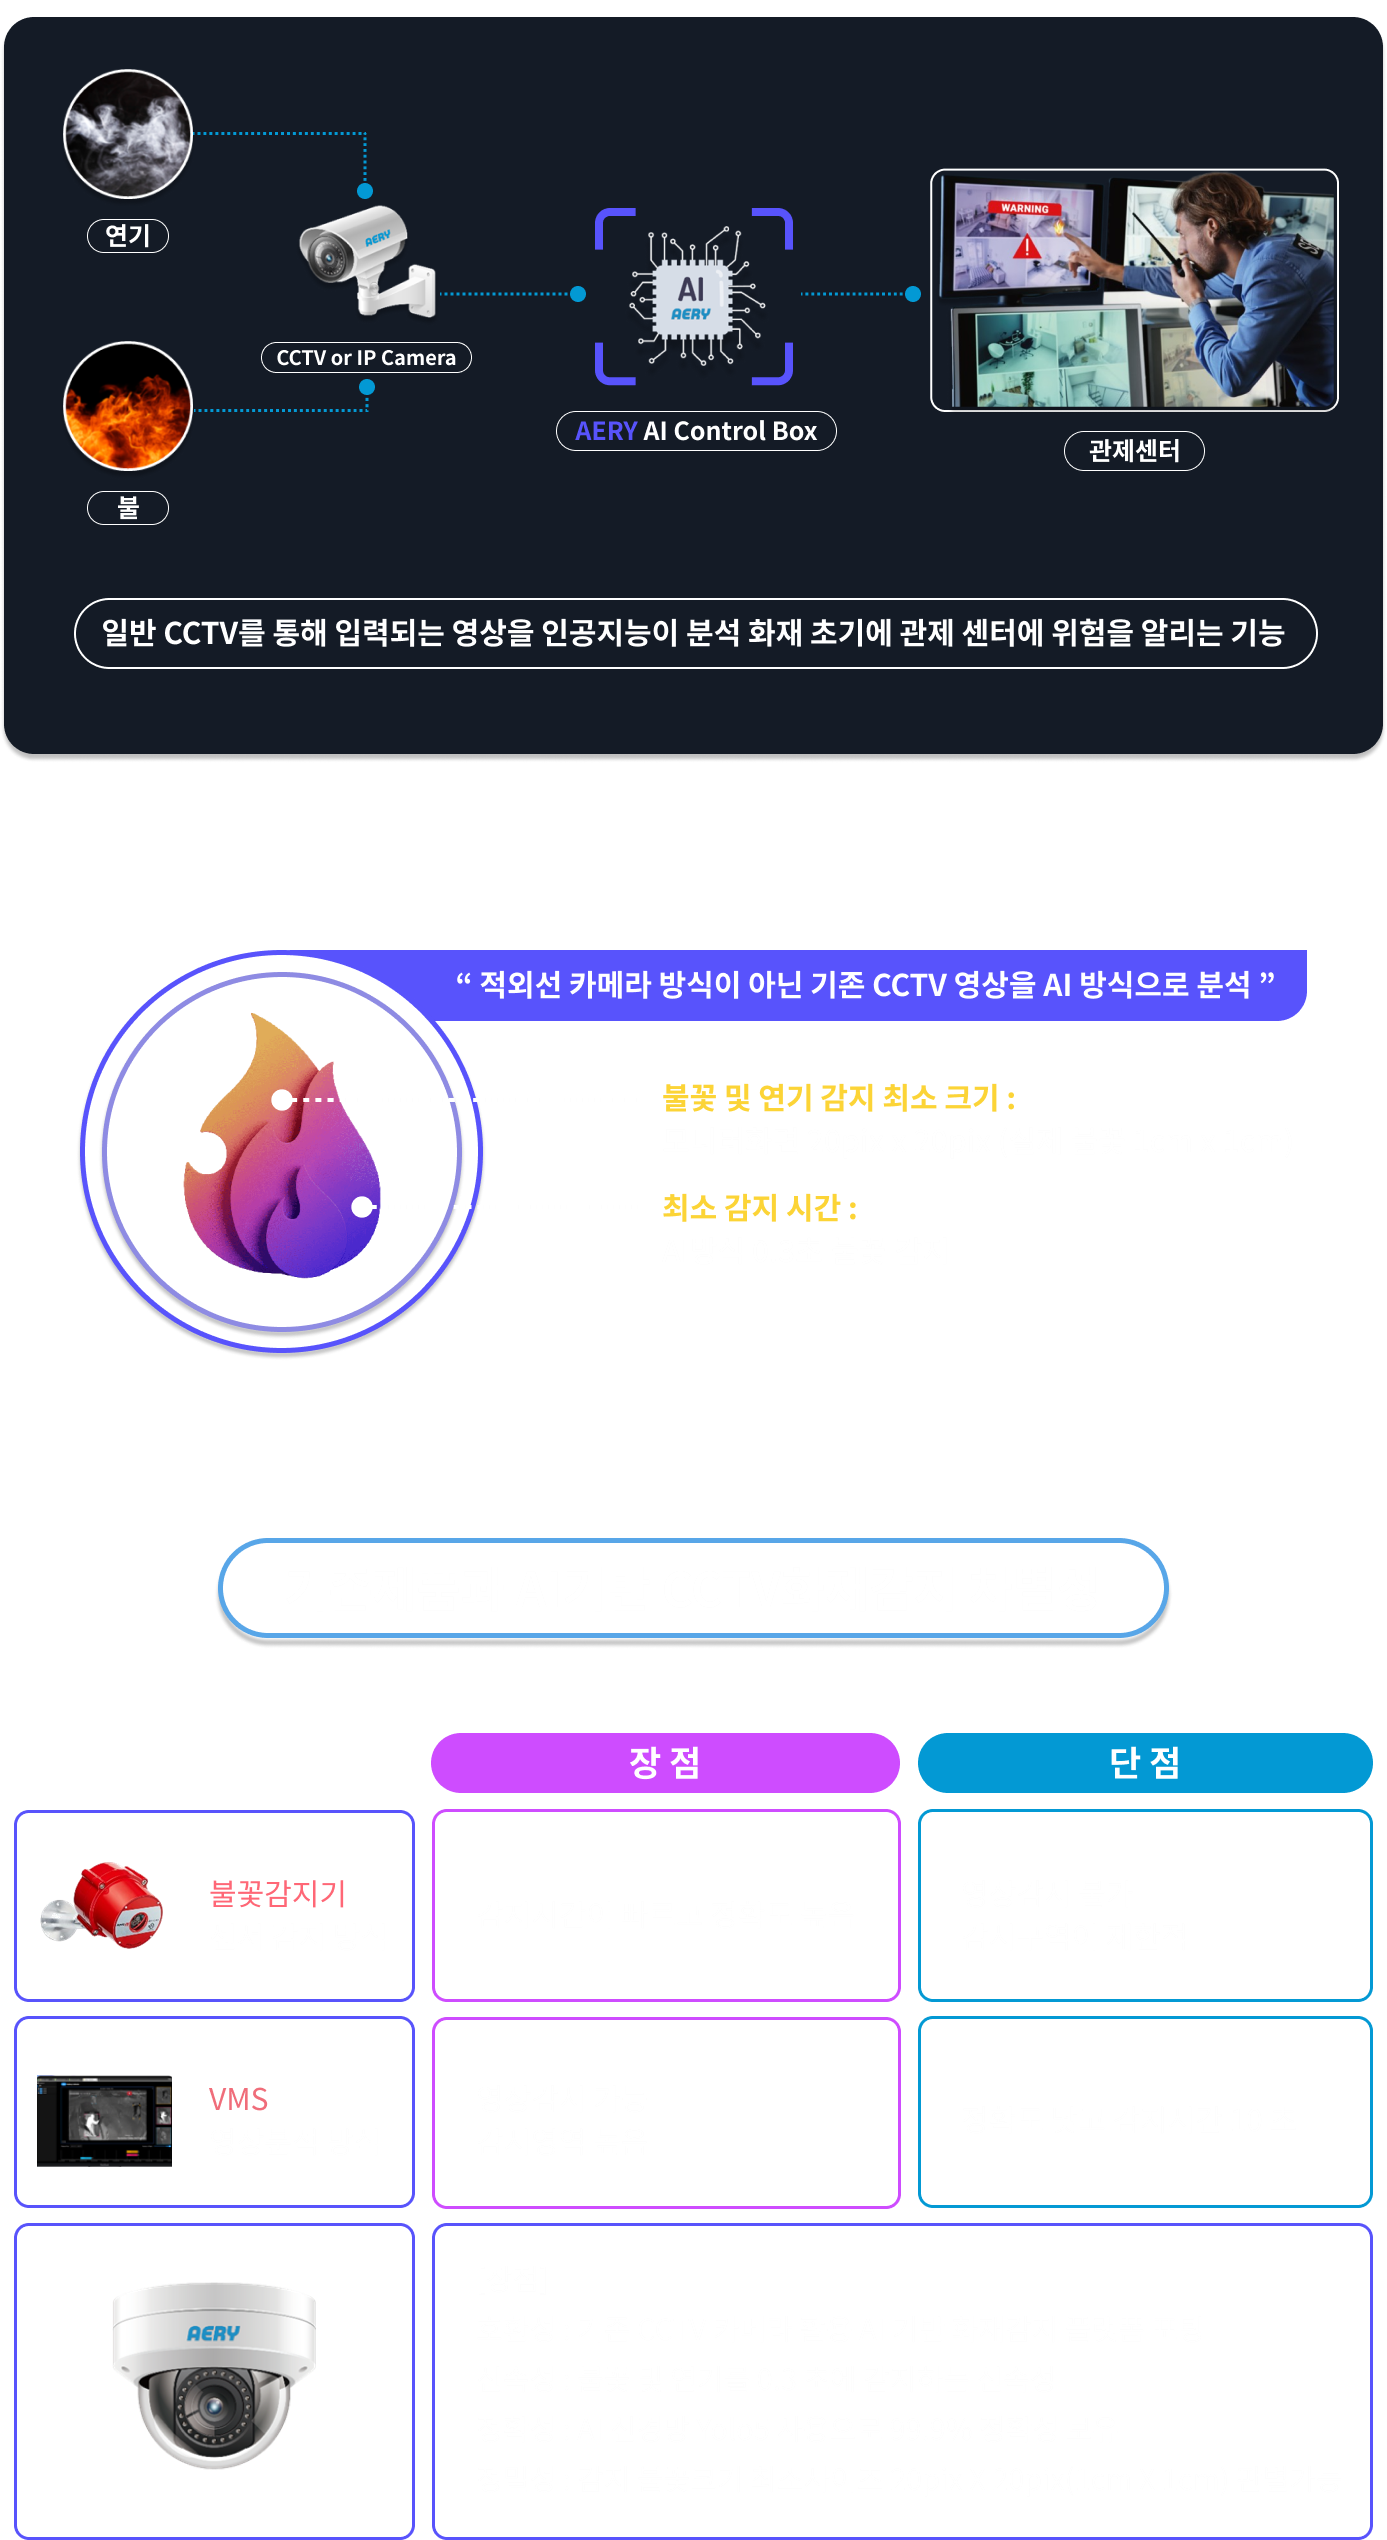 연기
AERY
CCTV or IP Camera
불
AI
AERY
AERY AI Control Box
WARNING
관제센터
일반 CCTV를 통해 입력되는 영상을 인공지능이 분석 화재 초기에 관제 센터에 위험을 알리는 기능
“ 적외선 카메라 방식이 아닌 기존 CCTV 영상을 AI 방식으로 분석 ”
불꽃 및 연기 감지 최소 크기 :
최소 감지 시간 :
장 점
단 점
불꽃감지기
VMS
AERY